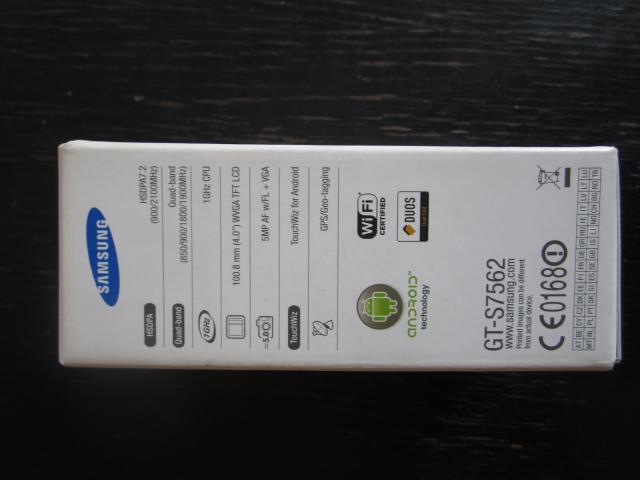 SAMSUNG
HSDPA
HSDPA7.2
(900/2100MHz)
Quad-band
Quad-band
(850/900/1800/1900MHz)
1GHz
1GHz CPU
100.8 mm (4.0") WVGA TFT LCD
5.0
5MP AF w/FL + VGA
TouchWiz
TouchWiz for Android
GPS/Geo-tagging
Wi Fi
CERTIFIED
DUOS
ANDROID™
technology
GT-S7562
www.samsung.com
Printed images can be different
from actual device.
CE0168
AT BE CY CZ DK EE FI FR DE GR HU IE IT LV LT LU
MT NL PL PT SK SI ES SE GB IS LI NO CH BG RO TR